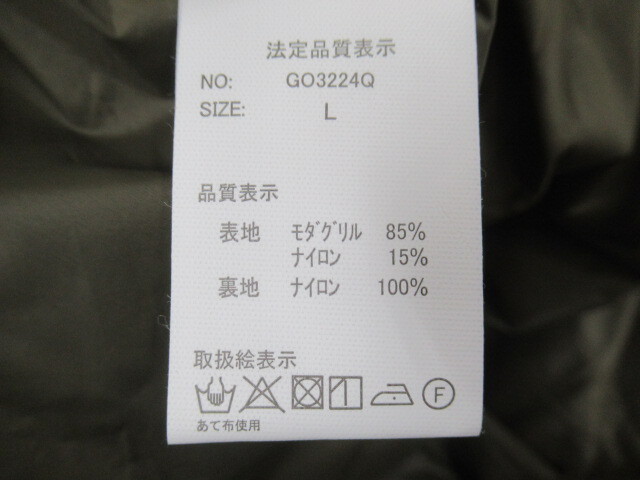 法定品質表示
NO: GO3224Q
SIZE: L
品質表示
表地 ﾓﾀﾞｸﾞﾘﾙ 85%
ﾅｲﾛﾝ 15%
裏地 ﾅｲﾛﾝ 100%
取扱絵表示
F
あて布使用